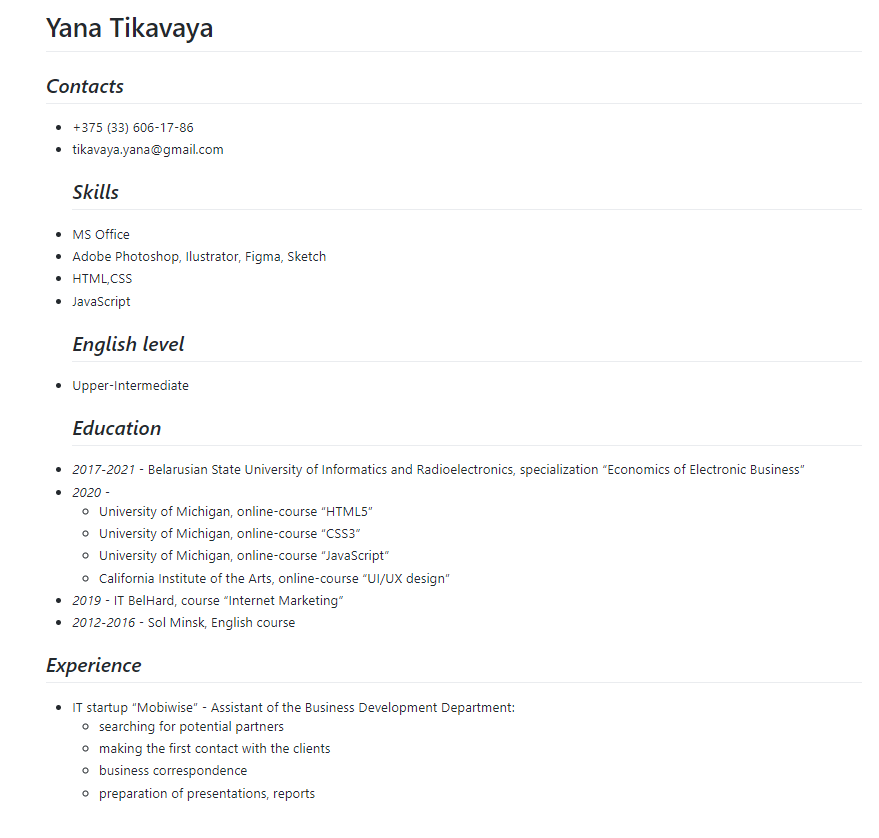 Yana Tikavaya
Contacts
+375 (33) 606-17-86
tikavaya.yana@gmail.com
Skills
MS Office
Adobe Photoshop, Ilustrator, Figma, Sketch
HTML,CSS
JavaScript
English level
Upper-Intermediate
Education
2017-2021 - Belarusian State University of Informatics and Radioelectronics, specialization “Economics of Electronic Business”
2020 -
University of Michigan, online-course “HTML5”
University of Michigan, online-course “CSS3”
University of Michigan, online-course “JavaScript”
California Institute of the Arts, online-course “UI/UX design”
2019 - IT BelHard, course “Internet Marketing”
2012-2016 - Sol Minsk, English course
Experience
IT startup “Mobiwise” - Assistant of the Business Development Department:
searching for potential partners
making the first contact with the clients
business correspondence
preparation of presentations, reports